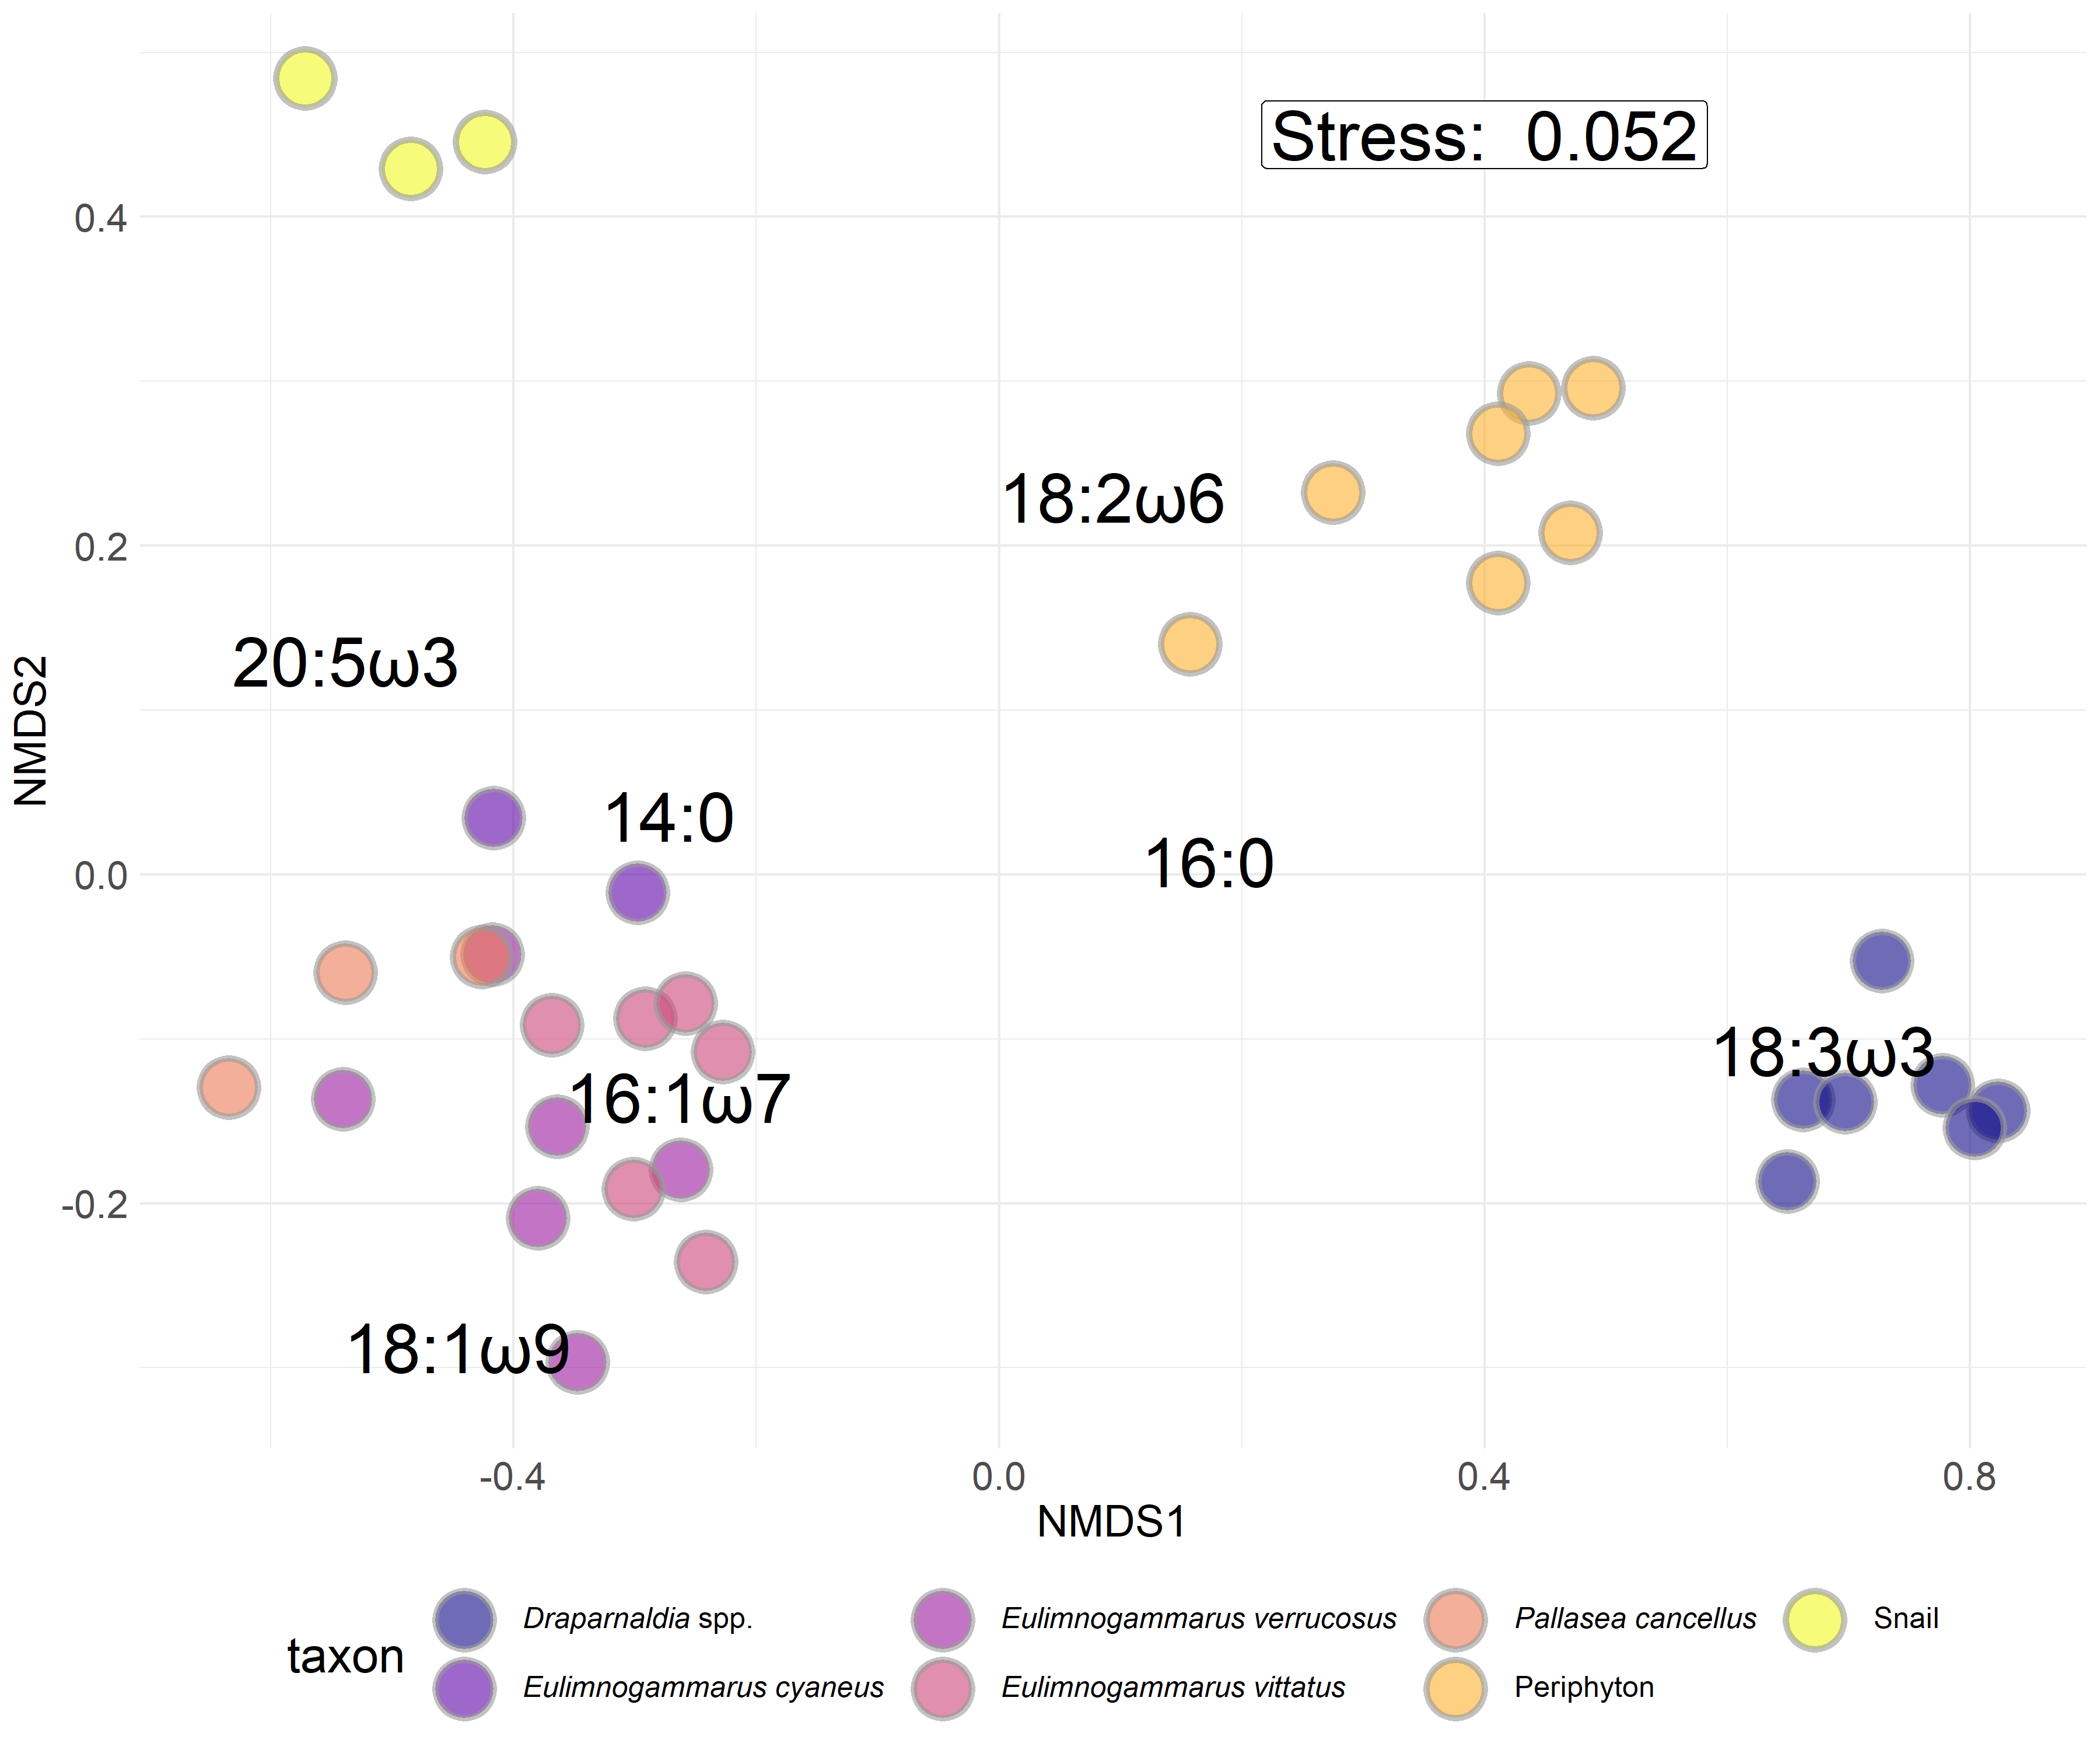 Stress:  0.052
0.4
18:2ω6
0.2
20:5ω3
NMDS2
14:0
16:0
0.0
18:3ω3
16:1ω7
-0.2
18:1ω9
-0.4
0.0
0.4
0.8
NMDS1
taxon
Draparnaldia spp.
Eulimnogammarus verrucosus
Pallasea cancellus
Snail
Eulimnogammarus cyaneus
Eulimnogammarus vittatus
Periphyton